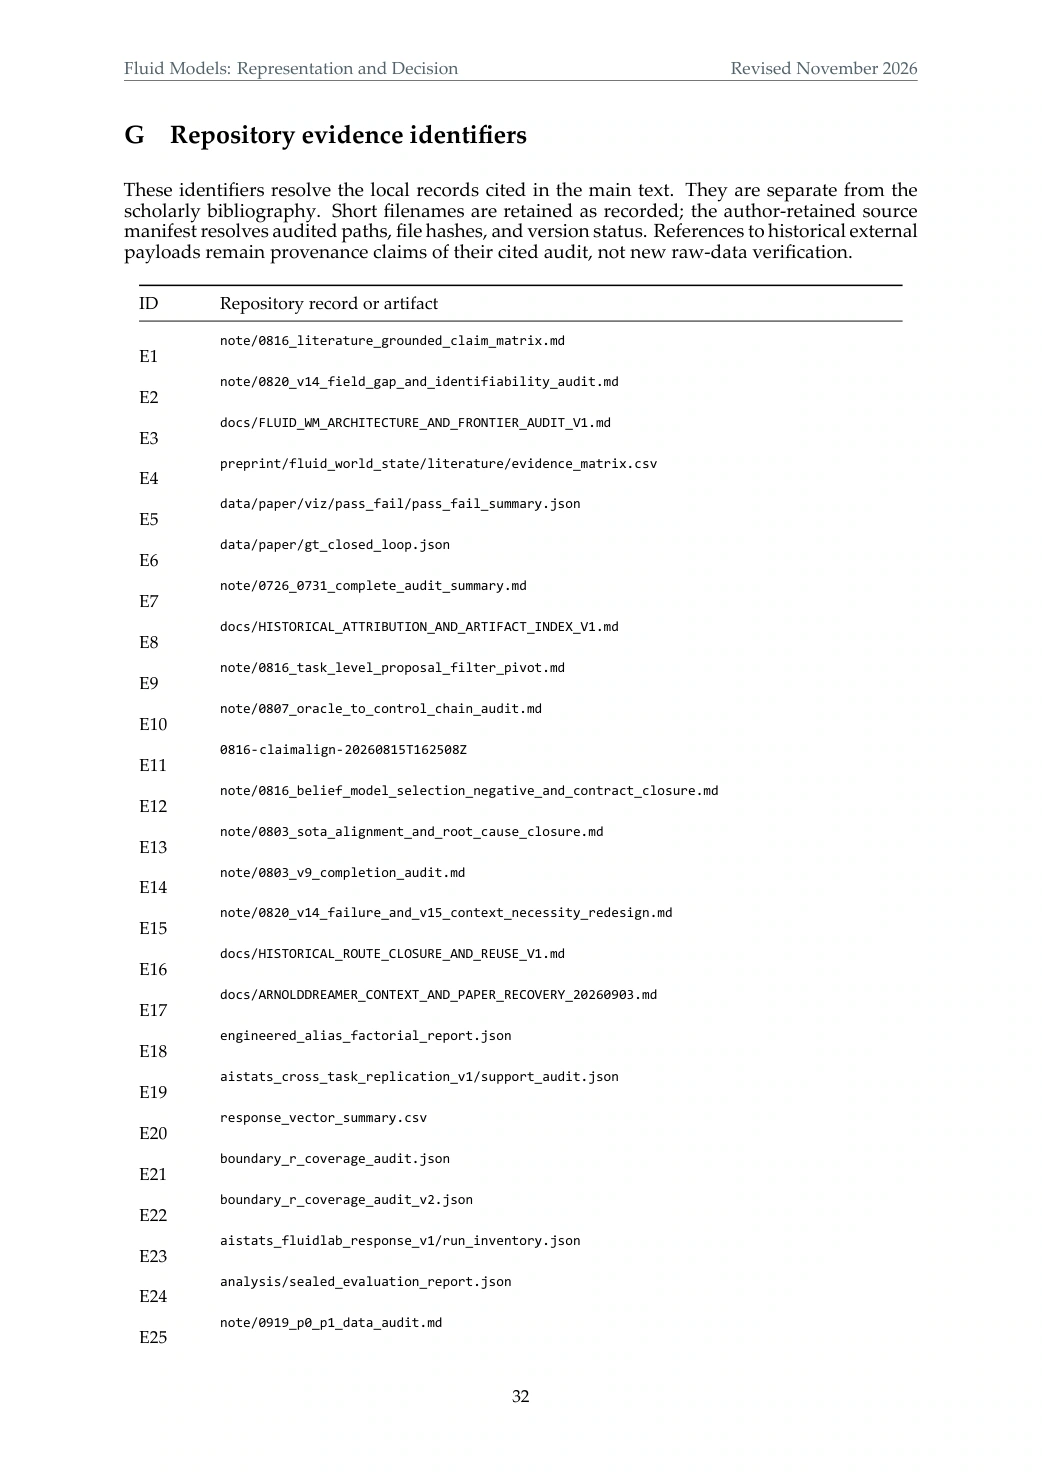 Fluid Models: Representation and Decision Revised November 2026
G Repository evidence identifiers
These identifiers resolve the local records cited in the main text. They are separate from the
scholarly bibliography. Short filenames are retained as recorded; the author-retained source
manifest resolves audited paths, file hashes, and version status. References to historical external
payloads remain provenance claims of their cited audit, not new raw-data verification.
ID Repository record or artifact
E1 note/0816_literature_grounded_claim_matrix.md
E2 note/0820_v14_field_gap_and_identifiability_audit.md
E3 docs/FLUID_WM_ARCHITECTURE_AND_FRONTIER_AUDIT_V1.md
E4 preprint/fluid_world_state/literature/evidence_matrix.csv
E5 data/paper/viz/pass_fail/pass_fail_summary.json
E6 data/paper/gt_closed_loop.json
E7 note/0726_0731_complete_audit_summary.md
E8 docs/HISTORICAL_ATTRIBUTION_AND_ARTIFACT_INDEX_V1.md
E9 note/0816_task_level_proposal_filter_pivot.md
E10 note/0807_oracle_to_control_chain_audit.md
E11 0816-claimalign-20260815T162508Z
E12 note/0816_belief_model_selection_negative_and_contract_closure.md
E13 note/0803_sota_alignment_and_root_cause_closure.md
E14 note/0803_v9_completion_audit.md
E15 note/0820_v14_failure_and_v15_context_necessity_redesign.md
E16 docs/HISTORICAL_ROUTE_CLOSURE_AND_REUSE_V1.md
E17 docs/ARNOLDDREAMER_CONTEXT_AND_PAPER_RECOVERY_20260903.md
E18 engineered_alias_factorial_report.json
E19 aistats_cross_task_replication_v1/support_audit.json
E20 response_vector_summary.csv
E21 boundary_r_coverage_audit.json
E22 boundary_r_coverage_audit_v2.json
E23 aistats_fluidlab_response_v1/run_inventory.json
E24 analysis/sealed_evaluation_report.json
E25 note/0919_p0_p1_data_audit.md
32